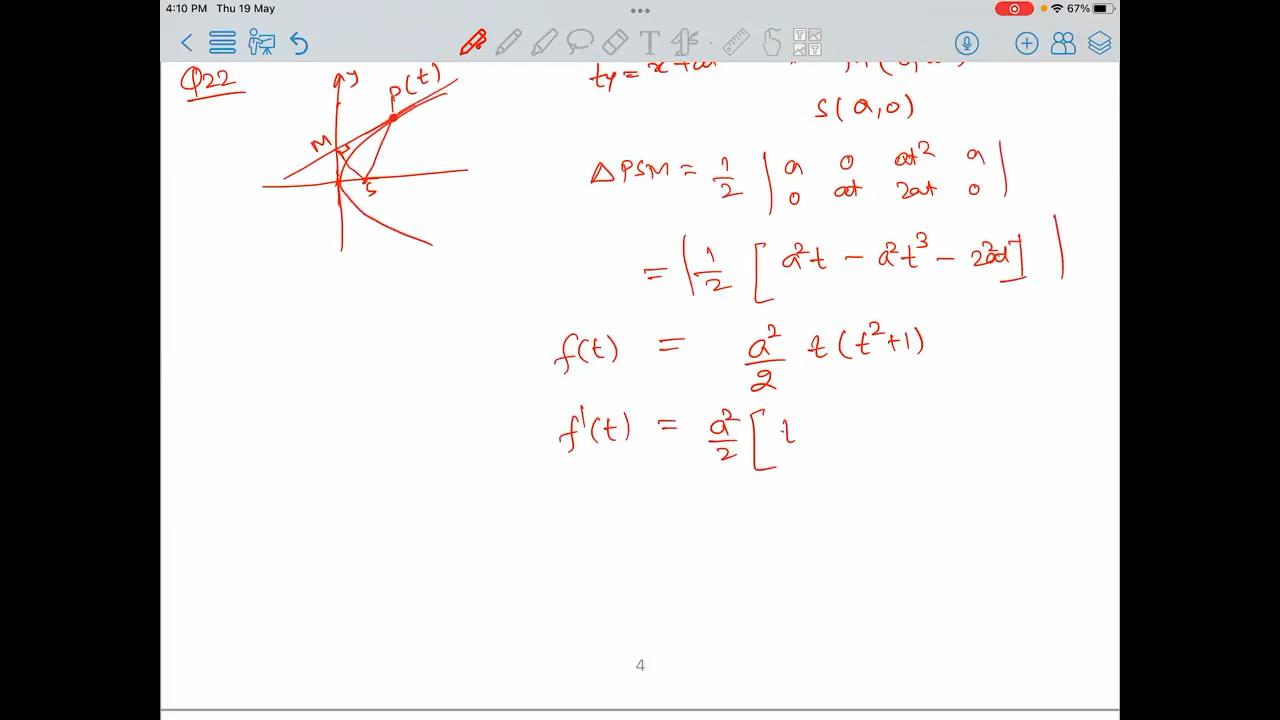 4:10 PM Thu 19 May
67%
T
T
Q22
y
P(t)
M
S
ty = x +
S(a,0)
ΔPSM = 1/2 | a 0 at² a |
| 0 at 2at 0 |
= | 1/2 [ a²t - a²t³ - 2a²t ] |
f(t) = a²/2 t(t²+1)
f'(t) = a²/2 [ t
4